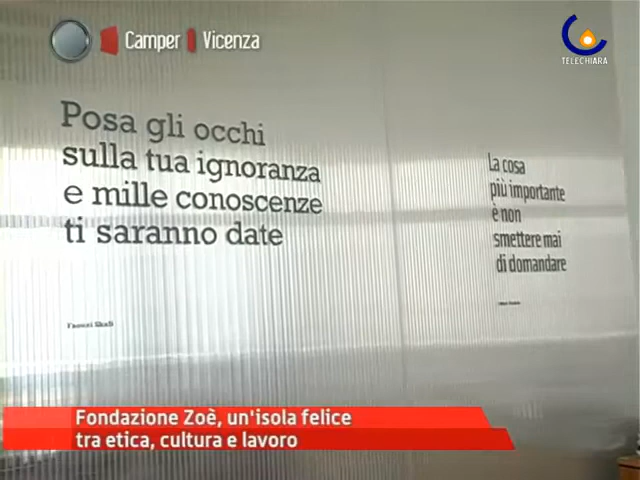 Camper Vicenza
TELECHIARA
Posa gli occhi
sulla tua ignoranza
e mille conoscenze
ti saranno date
La cosa
più importante
è non
smettere mai
di domandare
Fondazione Zoè, un'isola felice
tra etica, cultura e lavoro